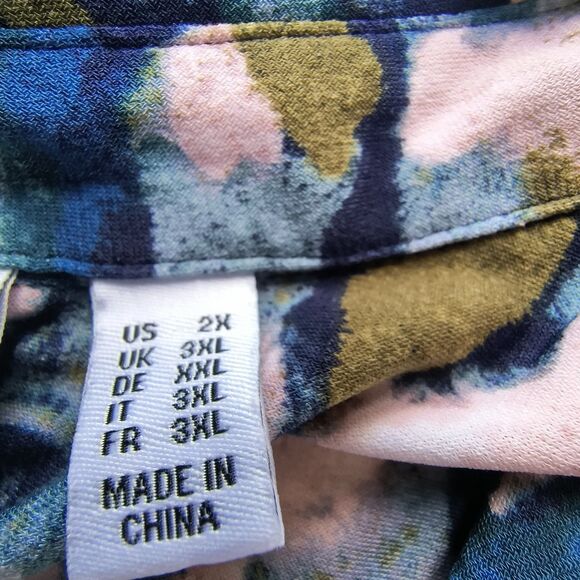 US 2X
UK 3XL
DE XXL
IT 3XL
FR 3XL
MADE IN
CHINA